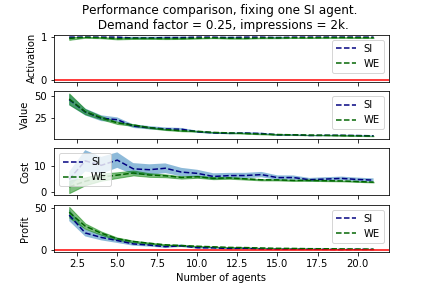 Performance comparison, fixing one SI agent.
Demand factor = 0.25, impressions = 2k.
Activation
1
0
SI
WE
Value
50
25
SI
WE
Cost
10
0
SI
WE
Profit
50
0
SI
WE
2.5 5.0 7.5 10.0 12.5 15.0 17.5 20.0
Number of agents